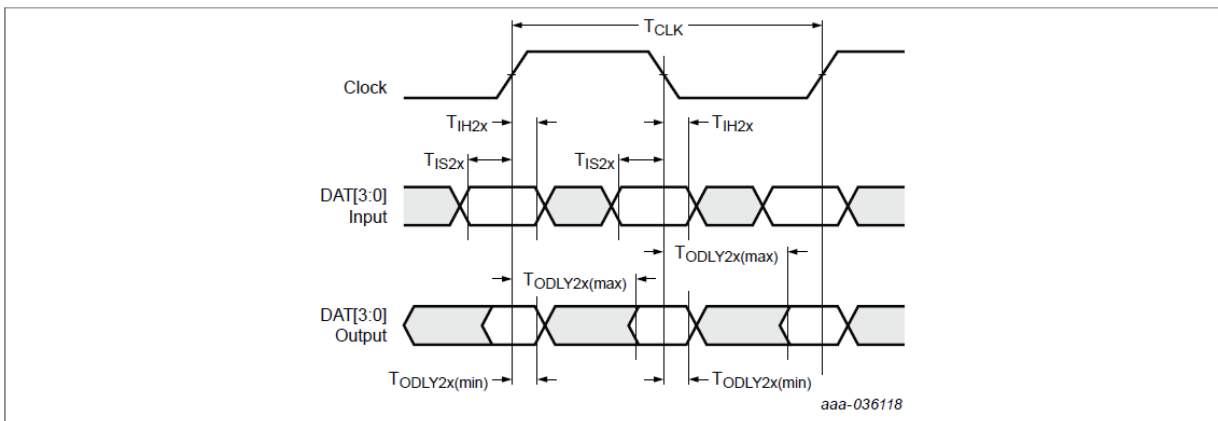 TCLK
Clock
TIH2x
TIH2x
TIS2x
TIS2x
DAT[3:0]
Input
TODLY2x(max)
TODLY2x(max)
DAT[3:0]
Output
TODLY2x(min)
TODLY2x(min)
aaa-036118